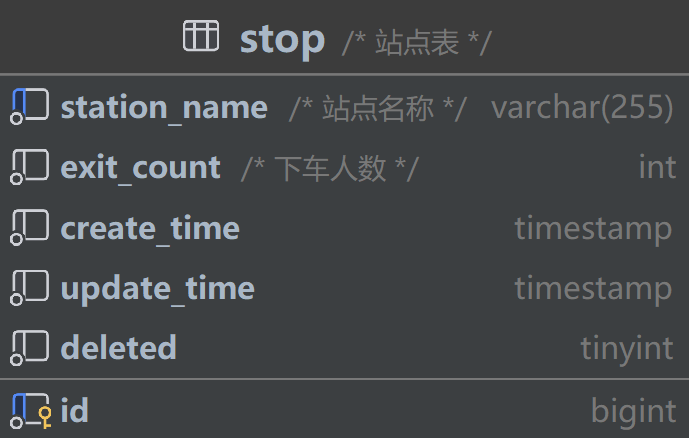 stop /* 站点表 */
station_name /* 站点名称 */ varchar(255)
exit_count /* 下车人数 */ int
create_time timestamp
update_time timestamp
deleted tinyint
id bigint